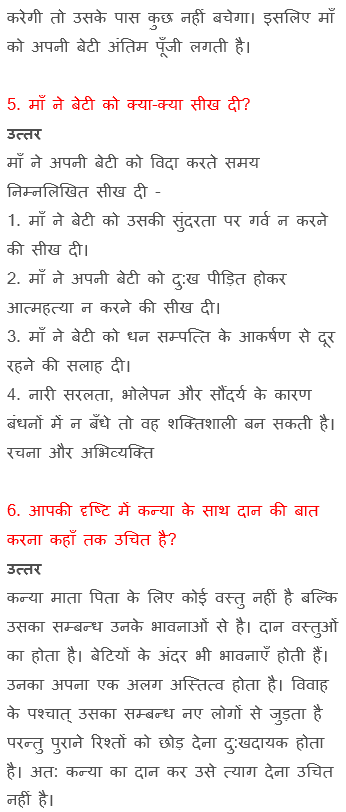 करेगी तो उसके पास कुछ नहीं बचेगा। इसलिए माँ
को अपनी बेटी अंतिम पूँजी लगती है।
5. माँ ने बेटी को क्या-क्या सीख दी?
उत्तर
माँ ने अपनी बेटी को विदा करते समय
निम्नलिखित सीख दी -
1. माँ ने बेटी को उसकी सुंदरता पर गर्व न करने
की सीख दी।
2. माँ ने अपनी बेटी को दु:ख पीड़ित होकर
आत्महत्या न करने की सीख दी।
3. माँ ने बेटी को धन सम्पत्ति के आकर्षण से दूर
रहने की सलाह दी।
4. नारी सरलता, भोलेपन और सौंदर्य के कारण
बंधनों में न बँधे तो वह शक्तिशाली बन सकती है।
रचना और अभिव्यक्ति
6. आपकी दृष्टि में कन्या के साथ दान की बात
करना कहाँ तक उचित है?
उत्तर
कन्या माता पिता के लिए कोई वस्तु नहीं है बल्कि
उसका सम्बन्ध उनके भावनाओं से है। दान वस्तुओं
का होता है। बेटियों के अंदर भी भावनाएँ होती हैं।
उनका अपना एक अलग अस्तित्व होता है। विवाह
के पश्चात् उसका सम्बन्ध नए लोगों से जुड़ता है
परन्तु पुराने रिश्तों को छोड़ देना दु:खदायक होता
है। अत: कन्या का दान कर उसे त्याग देना उचित
नहीं है।